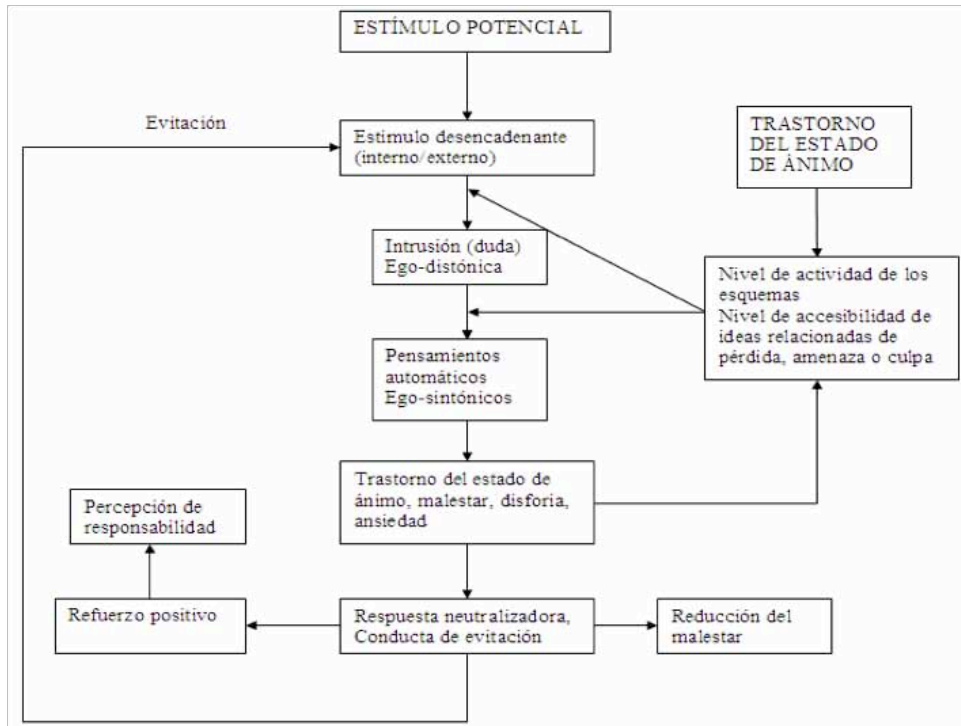 ESTÍMULO POTENCIAL
Evitación
Estímulo desencadenante
(interno/externo)
TRASTORNO
DEL ESTADO
DE ÁNIMO
Intrusión (duda)
Ego-distónica
Nivel de actividad de los
esquemas
Nivel de accesibilidad de
ideas relacionadas de
pérdida, amenaza o culpa
Pensamientos
automáticos
Ego-sintónicos
Trastorno del estado de
ánimo, malestar, disforia,
ansiedad
Percepción de
responsabilidad
Refuerzo positivo
Respuesta neutralizadora,
Conducta de evitación
Reducción del
malestar